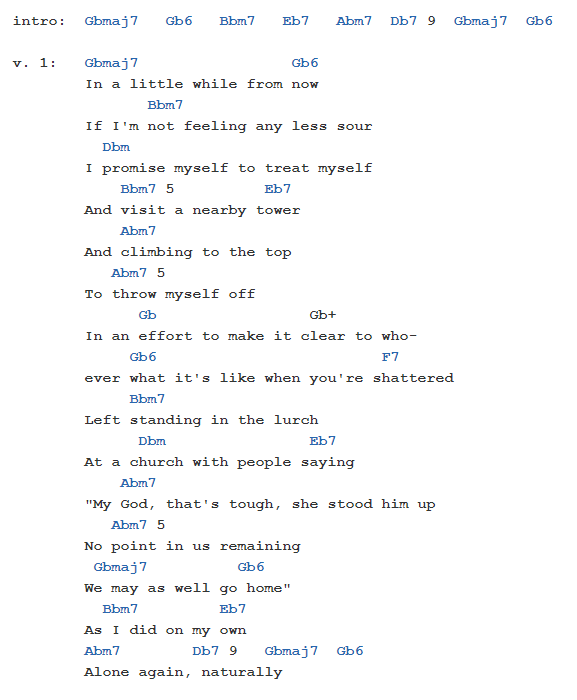 intro: Gbmaj7 Gb6 Bbm7 Eb7 Abm7 Db7 9 Gbmaj7 Gb6
v. 1: Gbmaj7 Gb6
In a little while from now
Bbm7
If I'm not feeling any less sour
Dbm
I promise myself to treat myself
Bbm7 5 Eb7
And visit a nearby tower
Abm7
And climbing to the top
Abm7 5
To throw myself off
Gb Gb+
In an effort to make it clear to who-
Gb6 F7
ever what it's like when you're shattered
Bbm7
Left standing in the lurch
Dbm Eb7
At a church with people saying
Abm7
"My God, that's tough, she stood him up
Abm7 5
No point in us remaining
Gbmaj7 Gb6
We may as well go home"
Bbm7 Eb7
As I did on my own
Abm7 Db7 9 Gbmaj7 Gb6
Alone again, naturally